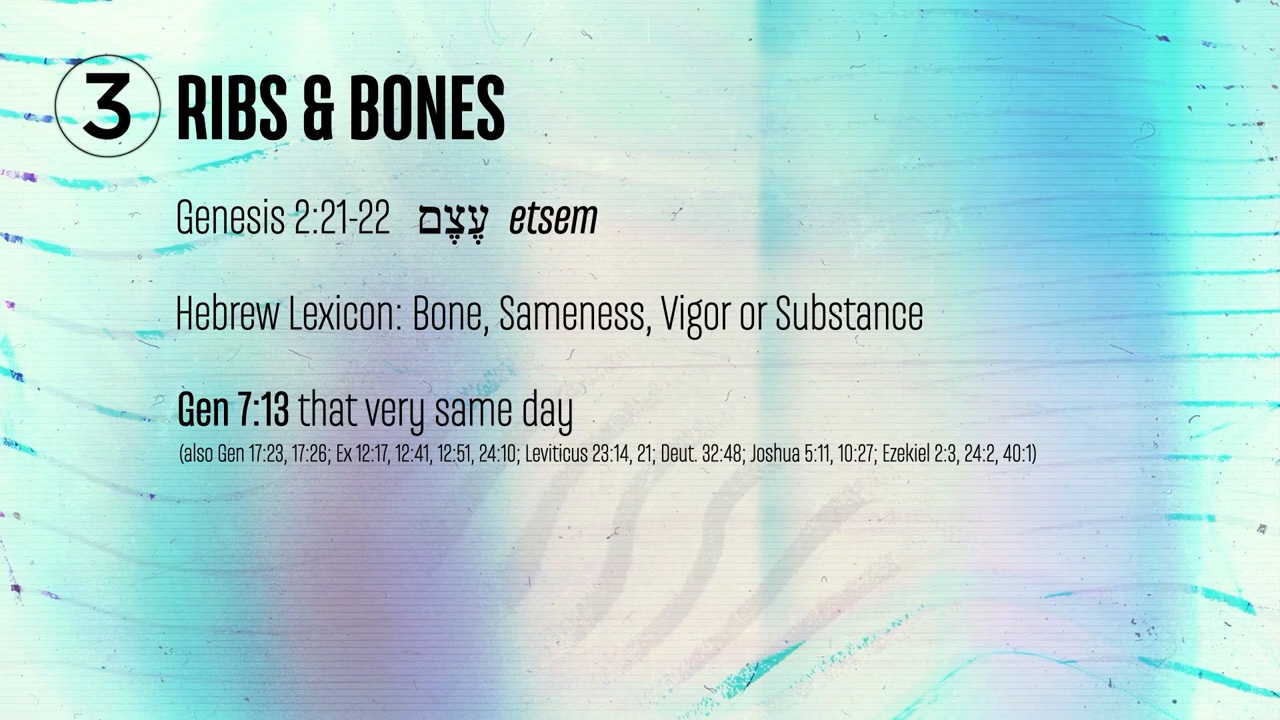 3 RIBS & BONES
Genesis 2:21-22 עֶצֶם etsem
Hebrew Lexicon: Bone, Sameness, Vigor or Substance
Gen 7:13 that very same day
(also Gen 17:23, 17:26; Ex 12:17, 12:41, 12:51, 24:10; Leviticus 23:14, 21; Deut. 32:48; Joshua 5:11, 10:27; Ezekiel 2:3, 24:2, 40:1)